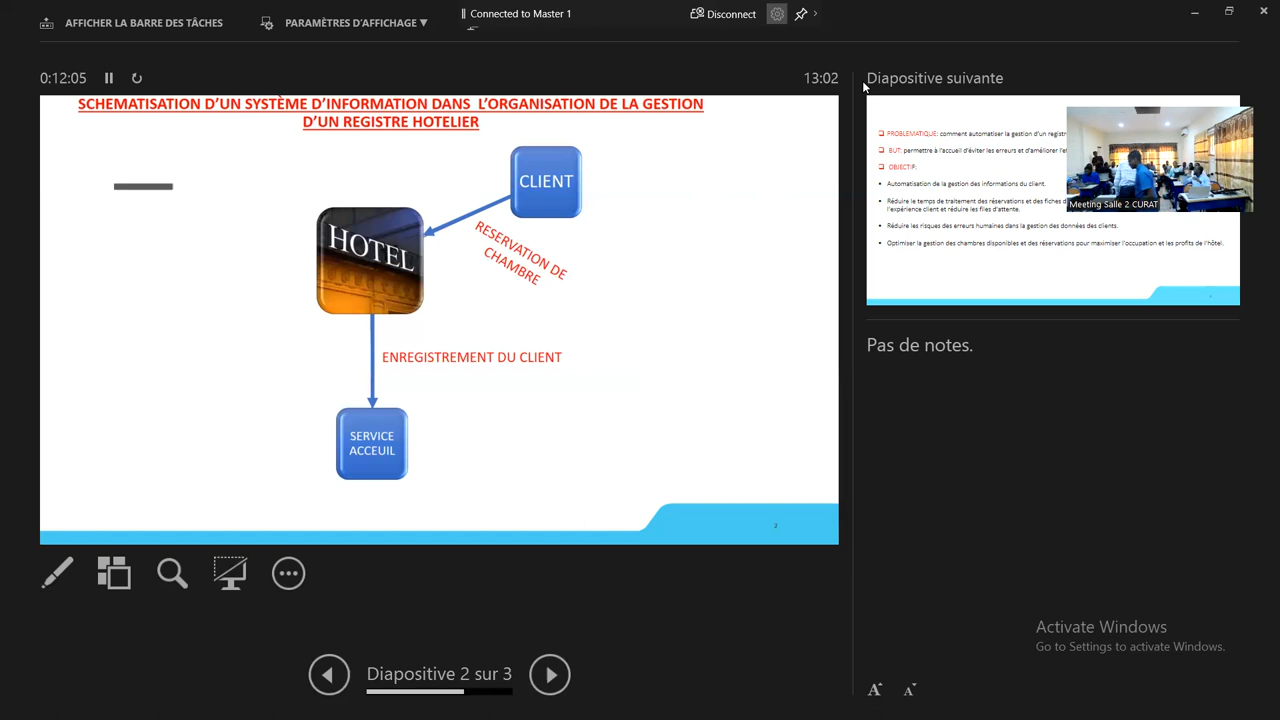 AFFICHER LA BARRE DES TÂCHES
PARAMÈTRES D'AFFICHAGE ▼
Connected to Master 1
Disconnect
0:12:05
13:02
Diapositive suivante
SCHEMATISATION D'UN SYSTÈME D'INFORMATION DANS L'ORGANISATION DE LA GESTION
D'UN REGISTRE HOTELIER
CLIENT
HOTEL
RESERVATION DE
CHAMBRE
ENREGISTREMENT DU CLIENT
SERVICE
ACCEUIL
2
PROBLEMATIQUE: comment automatiser la gestion d'un
BUT: permettre à l'accueil d'éviter les erreurs et d'améliorer
OBJECTIF:
Automatisation de la gestion des informations du client.
Réduire le temps de traitement des réservations et des fiches
l'expérience client et réduire les files d'attente.
Réduire les risques des erreurs humaines dans la gestion des données des clients.
Optimiser la gestion des chambres disponibles et des réservations pour maximiser l'occupation et les profits de l'hôtel.
Meeting Salle 2 CURAT
Pas de notes.
Activate Windows
Go to Settings to activate Windows.
Diapositive 2 sur 3
A A